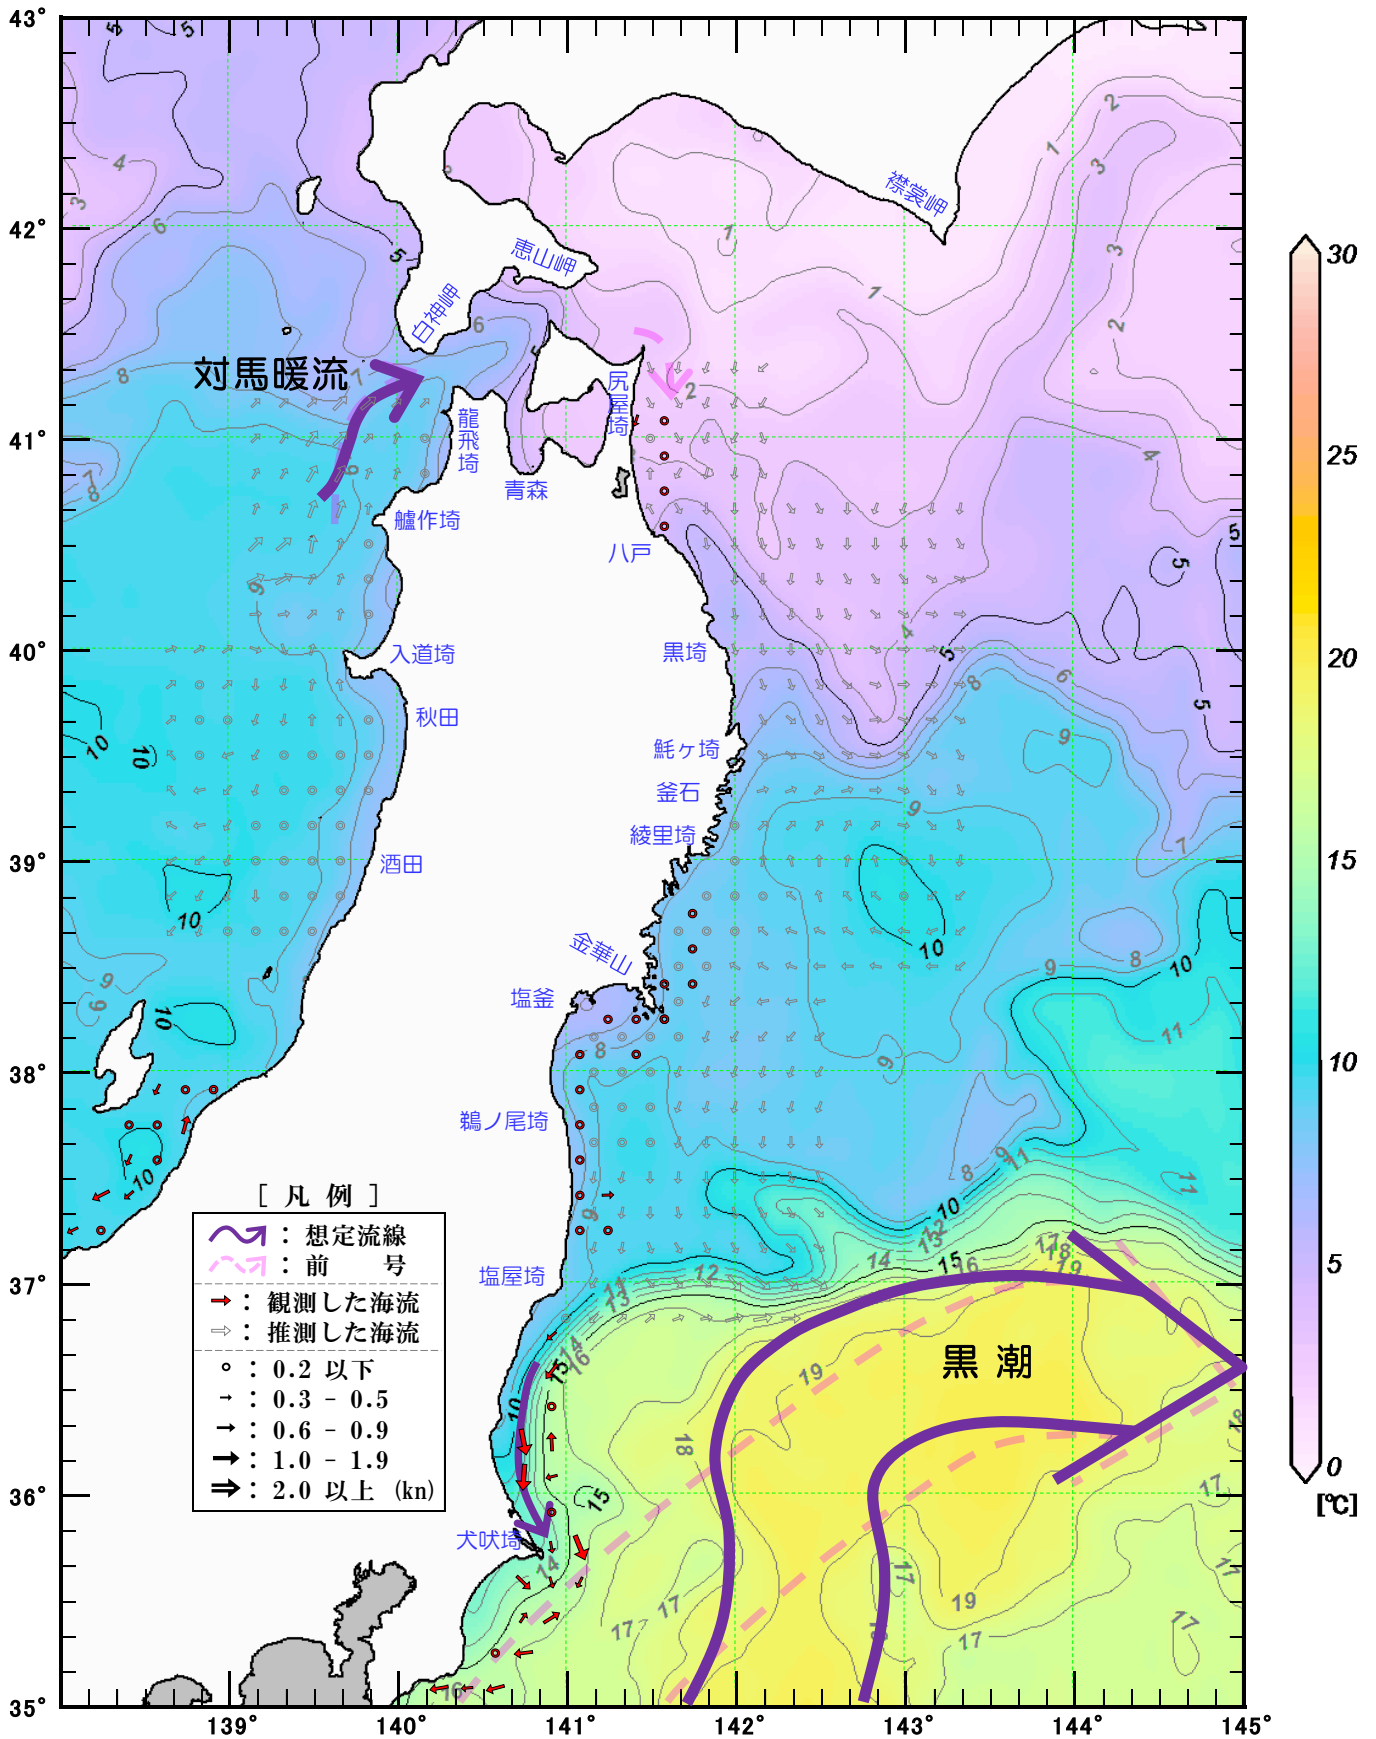 43°
42°
41°
40°
39°
38°
37°
36°
35°
139°
140°
141°
142°
143°
144°
145°
襟裳岬
恵山岬
白神岬
対馬暖流
龍飛埼
尻屋埼
青森
艫作埼
八戸
入道埼
黒埼
秋田
魹ヶ埼
釜石
綾里埼
酒田
金華山
塩釜
鵜ノ尾埼
塩屋埼
黒潮
犬吠埼
[ 凡 例 ]
: 想定流線
: 前 号
: 観測した海流
: 推測した海流
: 0.2 以下
: 0.3 - 0.5
: 0.6 - 0.9
: 1.0 - 1.9
: 2.0 以上 (kn)
30
25
20
15
10
5
0
[℃]